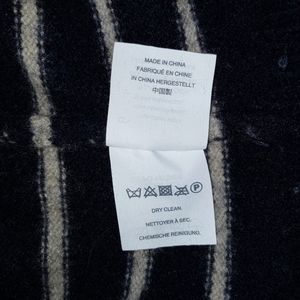 MADE IN CHINA
FABRIQUÉ EN CHINE
IN CHINA HERGESTELLT
中国製
P
DRY CLEAN.
NETTOYER À SEC.
CHEMISCHE REINIGUNG.